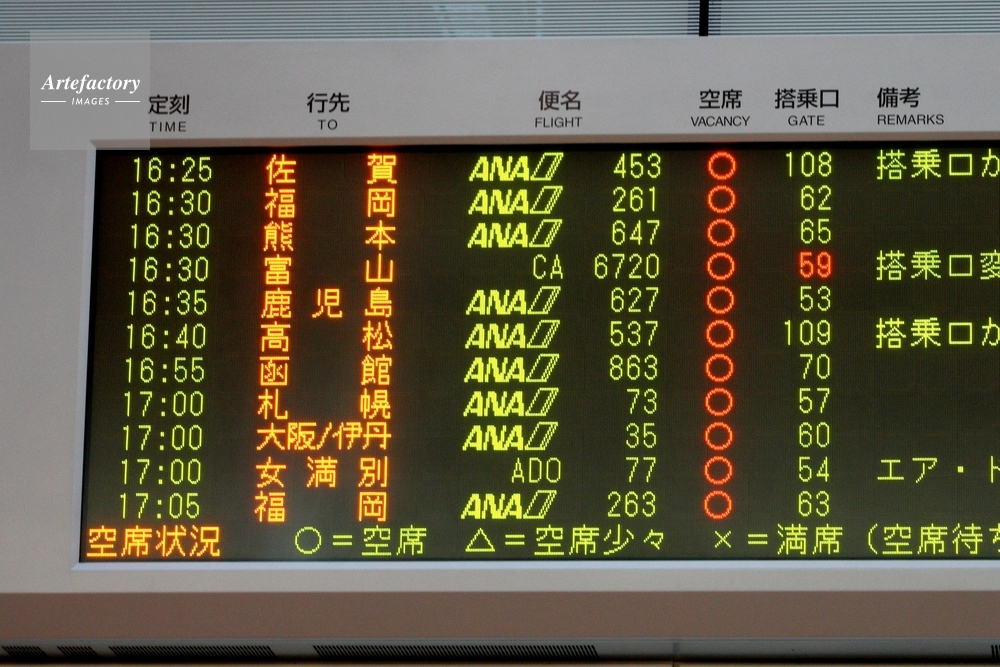 Artefactory
IMAGES
定刻 行先 便名 空席 搭乗口 備考
TIME TO FLIGHT VACANCY GATE REMARKS
16:25 佐賀 ANA 453 ○ 108 搭乗口か
16:30 福岡 ANA 261 ○ 62
16:30 熊本 ANA 647 ○ 65
16:30 富山 CA 6720 ○ 59 搭乗口変
16:35 鹿児島 ANA 627 ○ 53
16:40 高松 ANA 537 ○ 109 搭乗口か
16:55 函館 ANA 863 ○ 70
17:00 札幌 ANA 73 ○ 57
17:00 大阪/伊丹 ANA 35 ○ 60
17:00 女満別 ADO 77 ○ 54 エア・ド
17:05 福岡 ANA 263 ○ 63
空席状況 ○=空席 △=空席少々 ×=満席 (空席待ち